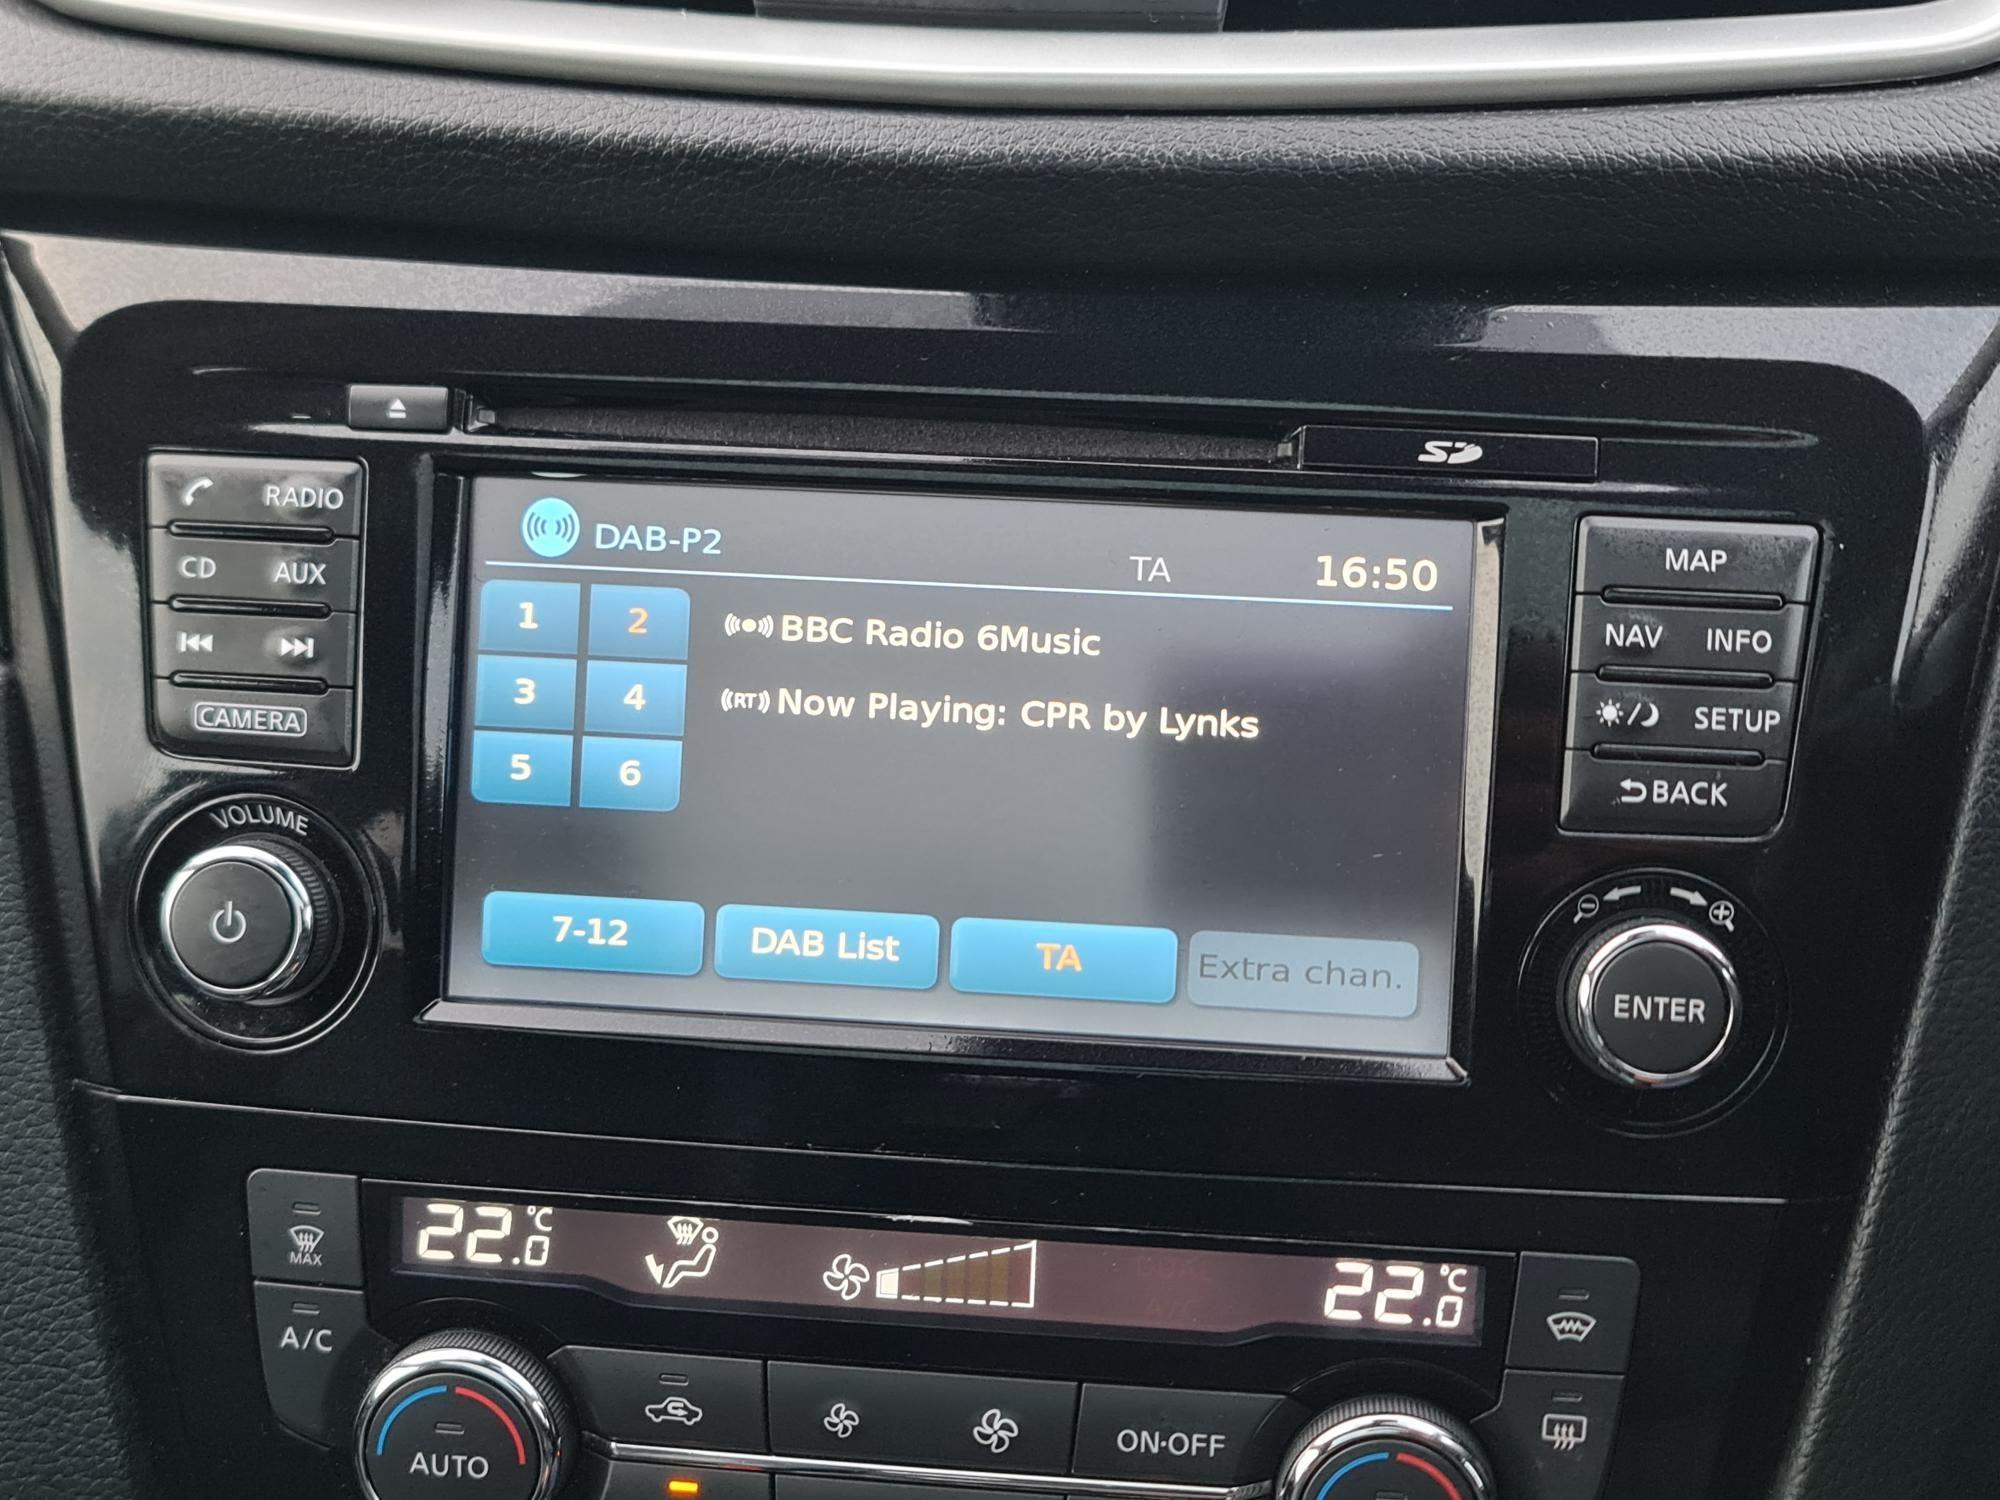 RADIO
CD AUX
CAMERA
VOLUME
SD
DAB-P2
TA 16:50
1 2
3 4
5 6
BBC Radio 6Music
RT Now Playing: CPR by Lynks
7-12 DAB List TA Extra chan.
MAP
NAV INFO
SETUP
BACK
ENTER
22.0 °C
22.0 °C
MAX
A/C
DUAL
A/C
AUTO
ON·OFF